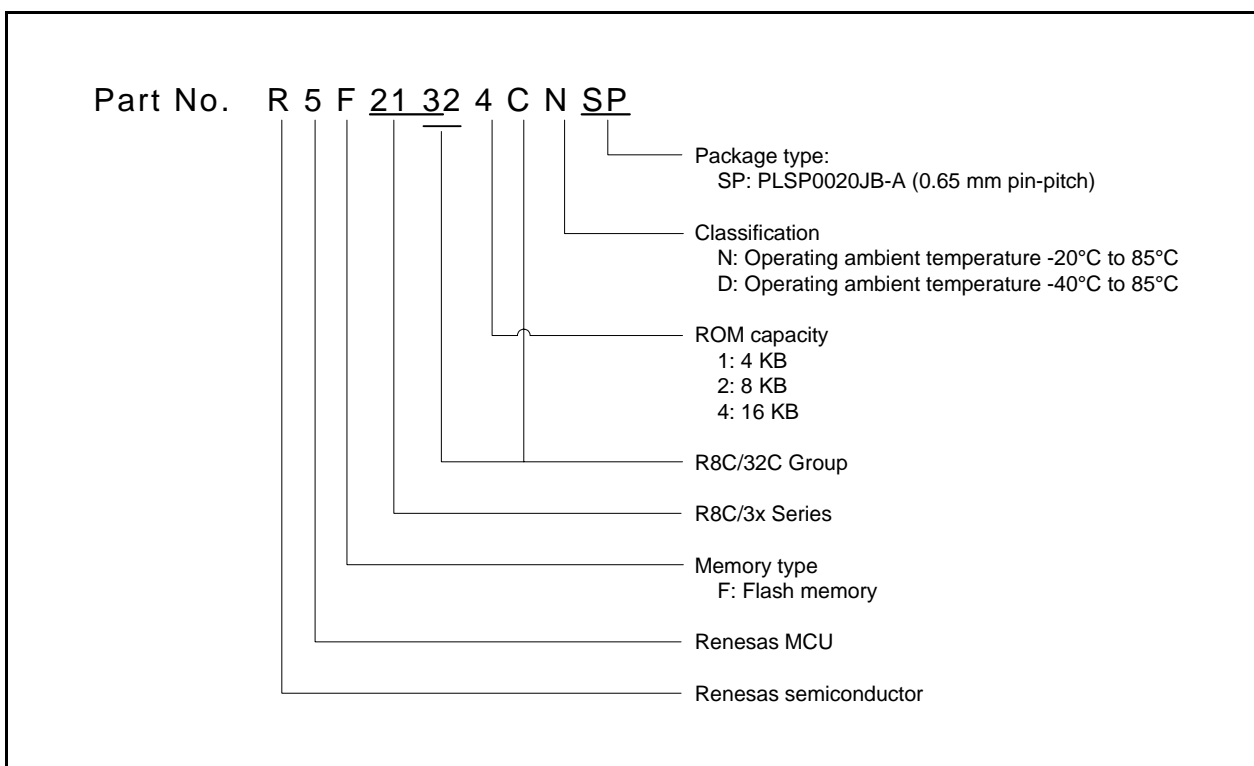 Part No. R 5 F 21 32 4 C N SP
Package type:
SP: PLSP0020JB-A (0.65 mm pin-pitch)
Classification
N: Operating ambient temperature -20°C to 85°C
D: Operating ambient temperature -40°C to 85°C
ROM capacity
1: 4 KB
2: 8 KB
4: 16 KB
R8C/32C Group
R8C/3x Series
Memory type
F: Flash memory
Renesas MCU
Renesas semiconductor